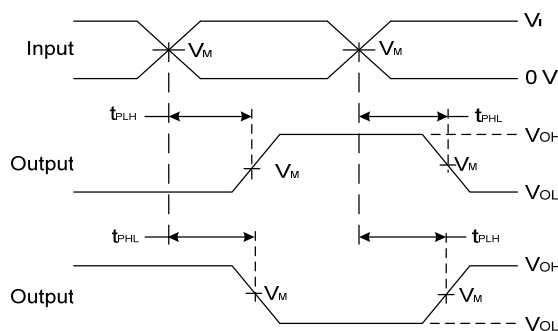 VI
Input
VM
VM
0 V
tPLH
tPHL
VOH
Output
VM
VM
VOL
tPHL
tPLH
VOH
Output
VM
VM
VOL